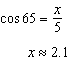 cos 65 = x/5
x ≈ 2.1